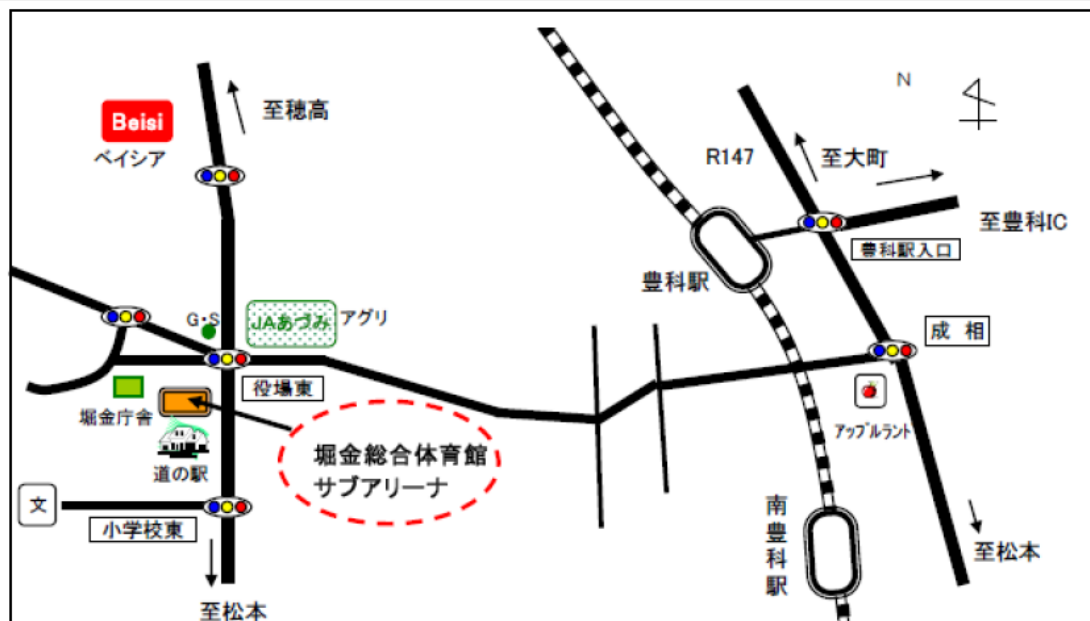 Beisi
ベイシア
至穂高
N
R147
至大町
至豊科IC
豊科駅入口
豊科駅
G・S
JAあづみ
アグリ
成 相
役場東
堀金庁舎
アップルラント
道の駅
堀金総合体育館
サブアリーナ
文
小学校東
南豊科駅
至松本
至松本